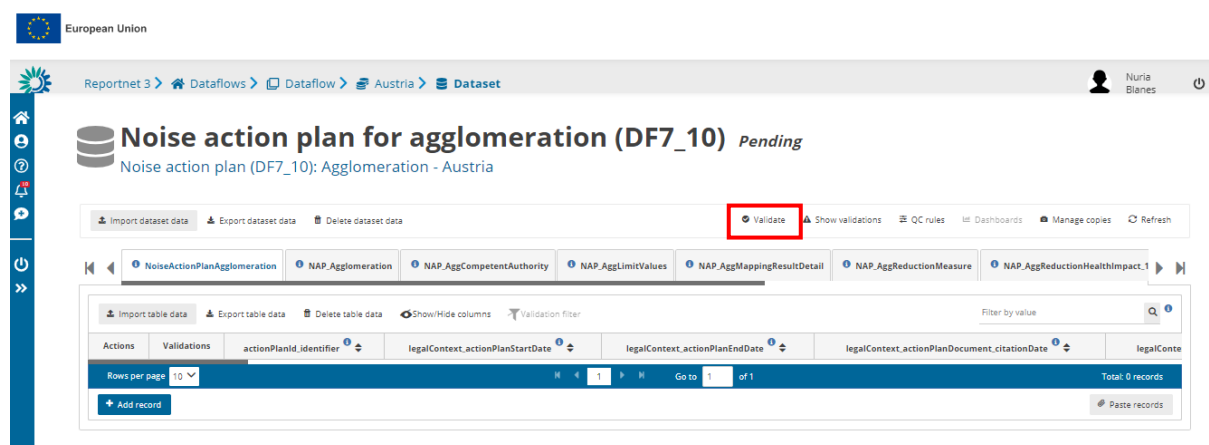 European Union
Reportnet 3 Dataflows Dataflow Austria Dataset
Nuria
Blanes
Noise action plan for agglomeration (DF7_10) Pending
Noise action plan (DF7_10): Agglomeration - Austria
Import dataset data Export dataset data Delete dataset data Validate Show validations QC rules Dashboards Manage copies Refresh
NoiseActionPlanAgglomeration NAP_Agglomeration NAP_AggCompetentAuthority NAP_AggLimitValues NAP_AggMappingResultDetail NAP_AggReductionMeasure NAP_AggReductionHealthImpact_1
Import table data Export table data Delete table data Show/Hide columns Validation filter Filter by value
Actions Validations actionPlanId_identifier legalContext_actionPlanStartDate legalContext_actionPlanEndDate legalContext_actionPlanDocument_citationDate legalConte
Rows per page 10 1 Go to 1 of 1 Total: 0 records
Add record Paste records